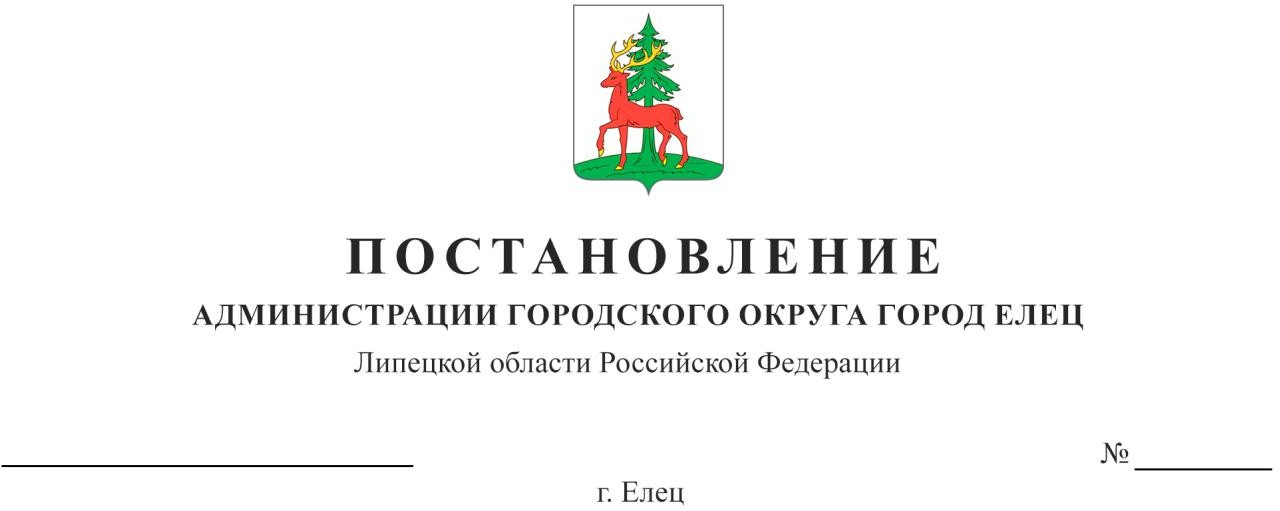 ПОСТАНОВЛЕНИЕ
АДМИНИСТРАЦИИ ГОРОДСКОГО ОКРУГА ГОРОД ЕЛЕЦ
Липецкой области Российской Федерации
№
г. Елец